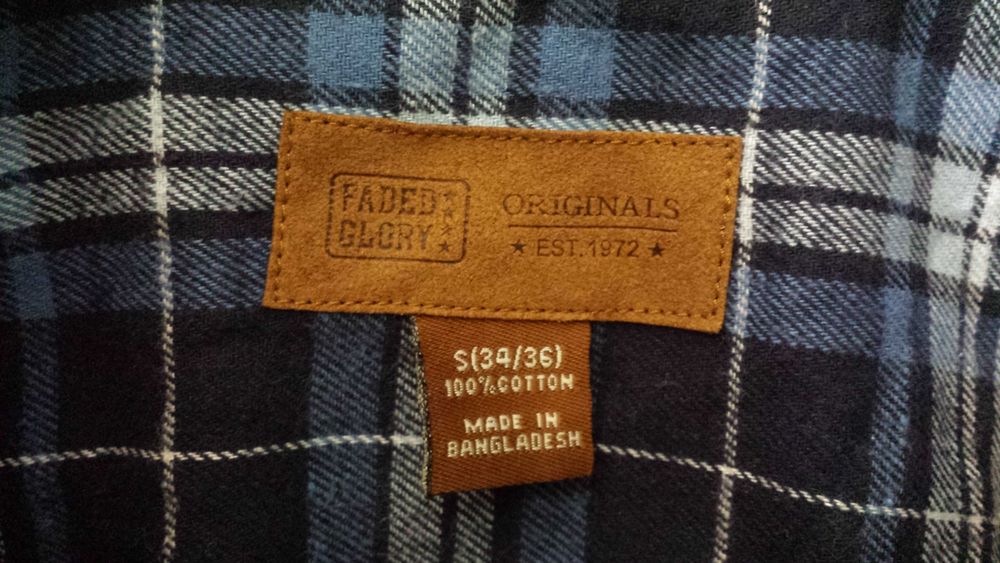 FADED
GLORY
ORIGINALS
★ EST.1972 ★
S(34/36)
100%COTTON
MADE IN
BANGLADESH